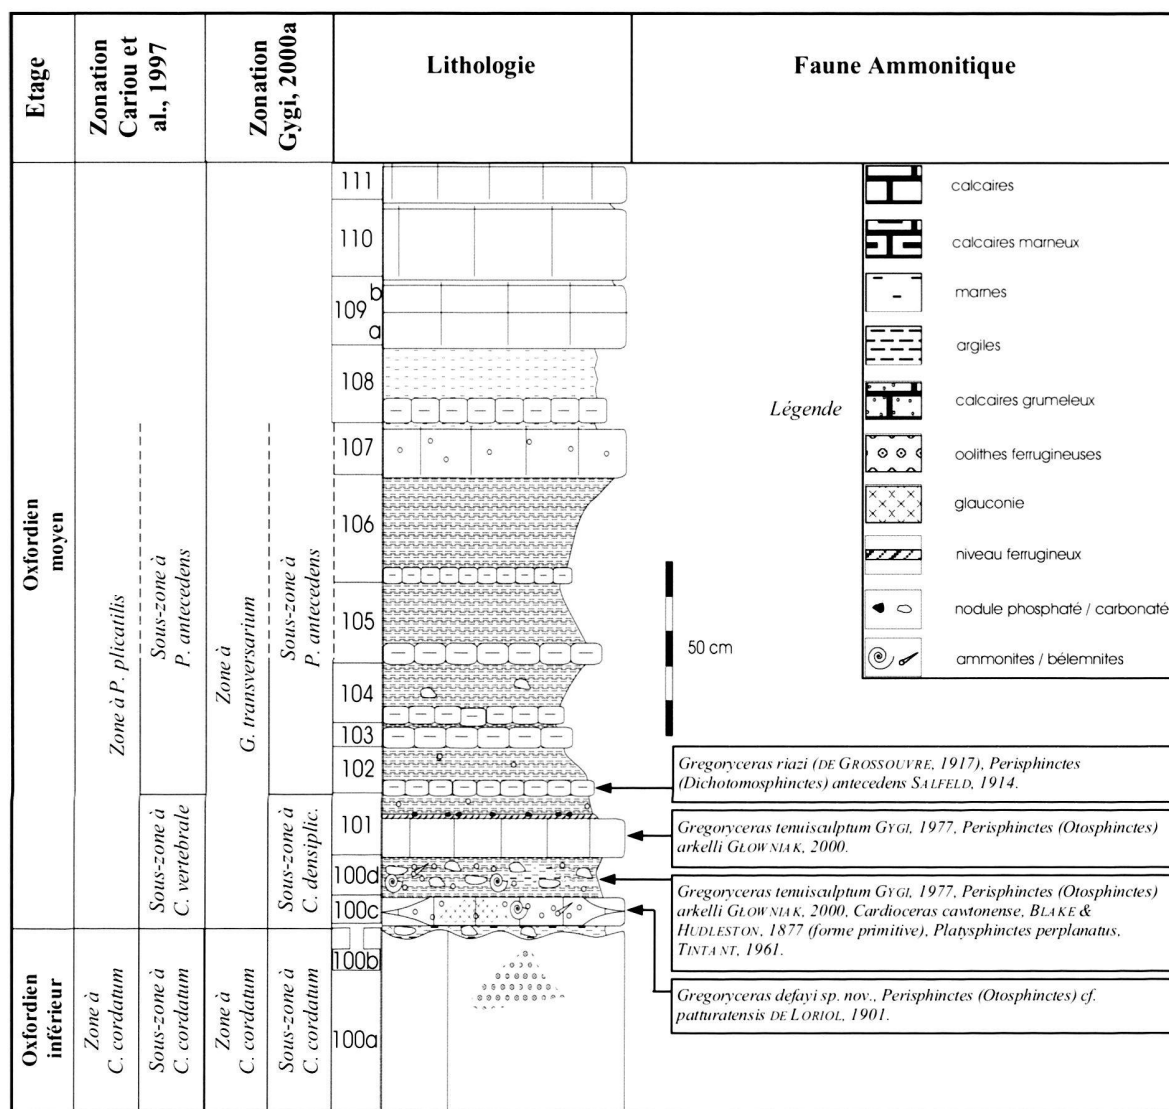 Etage
Zonation
Cariou et
al., 1997
Zonation
Gygi, 2000a
Lithologie
Faune Ammonitique
Oxfordien
moyen
Oxfordien
inférieur
Zone à P. plicatilis
Zone à
C. cordatum
Sous-zone à
P. antecedens
Sous-zone à
C. vertebrale
Sous-zone à
C. cordatum
Zone à
G. transversarium
Zone à
C. cordatum
Sous-zone à
P. antecedens
Sous-zone à
C. densiplic.
Sous-zone à
C. cordatum
111
110
109 b
a
108
107
106
105
104
103
102
101
100d
100c
100b
100a
Légende
calcaires
calcaires marneux
marnes
argiles
calcaires grumeleux
oolithes ferrugineuses
glauconie
niveau ferrugineux
nodule phosphaté / carbonaté
ammonites / bélemnites
50 cm
Gregoryceras riazi (DE GROSSOUVRE, 1917), Perisphinctes
(Dichotomosphinctes) antecedens SALFELD, 1914.
Gregoryceras tenuisculptum GYGI, 1977, Perisphinctes (Otosphinctes)
arkelli GLOWNIAK, 2000.
Gregoryceras tenuisculptum GYGI, 1977, Perisphinctes (Otosphinctes)
arkelli GLOWNIAK, 2000, Cardioceras cawtonense, BLAKE &
HUDLESTON, 1877 (forme primitive), Platysphinctes perplanatus,
TINTANT, 1961.
Gregoryceras defayi sp. nov., Perisphinctes (Otosphinctes) cf.
patturatensis DE LORIOL, 1901.